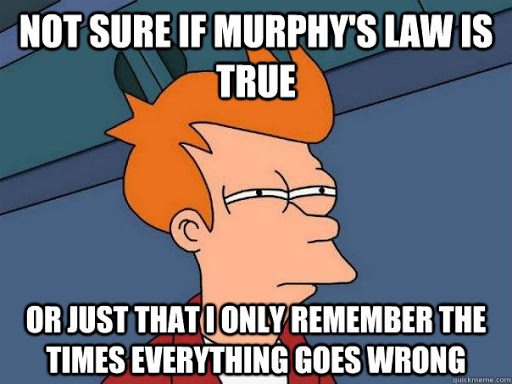 NOT SURE IF MURPHY'S LAW IS
TRUE
OR JUST THAT I ONLY REMEMBER THE
TIMES EVERYTHING GOES WRONG
quickmeme.com